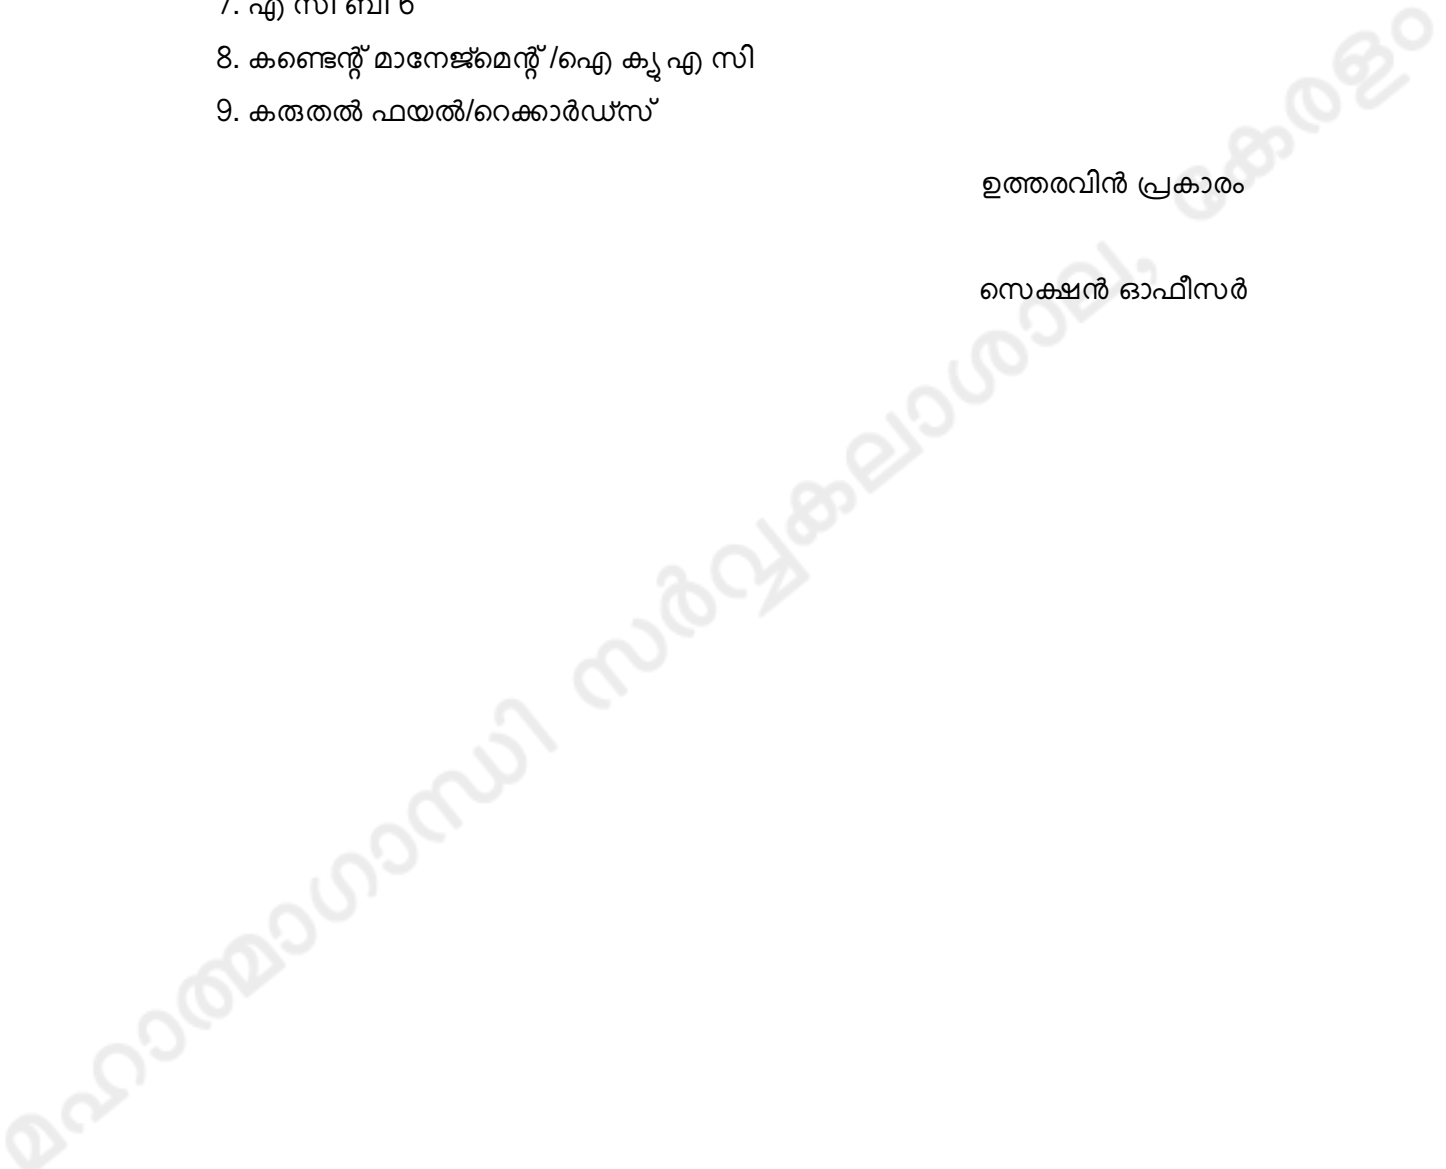 7. എ സി ബി 6
8. കണ്ടെന്റ് മാനേജ്മെന്റ് /ഐ ക്യു എ സി
9. കരുതൽ ഫയൽ/റെക്കാർഡ്സ്
ഉത്തരവിൻ പ്രകാരം
സെക്ഷൻ ഓഫീസർ
മഹാത്മാഗാന്ധി സർവ്വകലാശാല, കേരളം